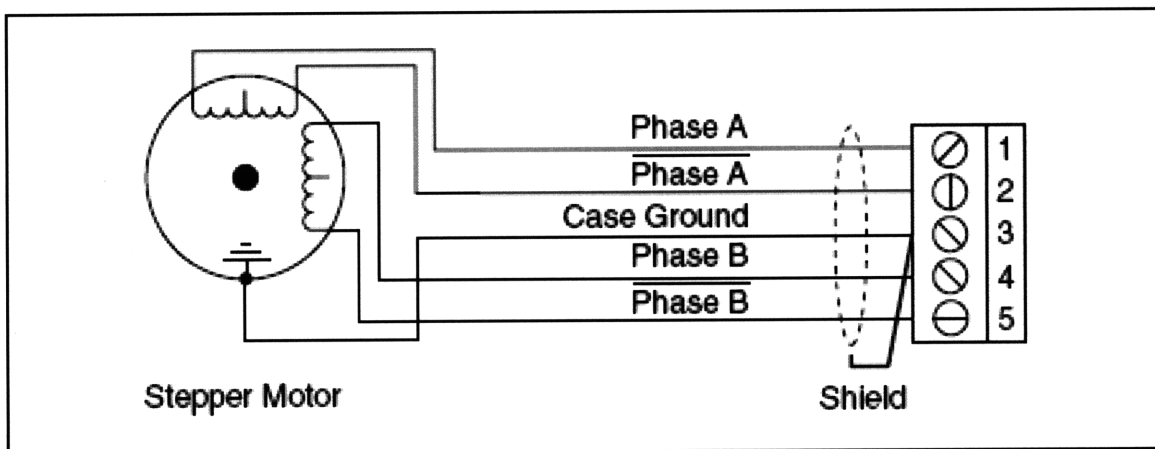 Phase A
1
Phase A
2
Case Ground
3
Phase B
4
Phase B
5
Stepper Motor
Shield